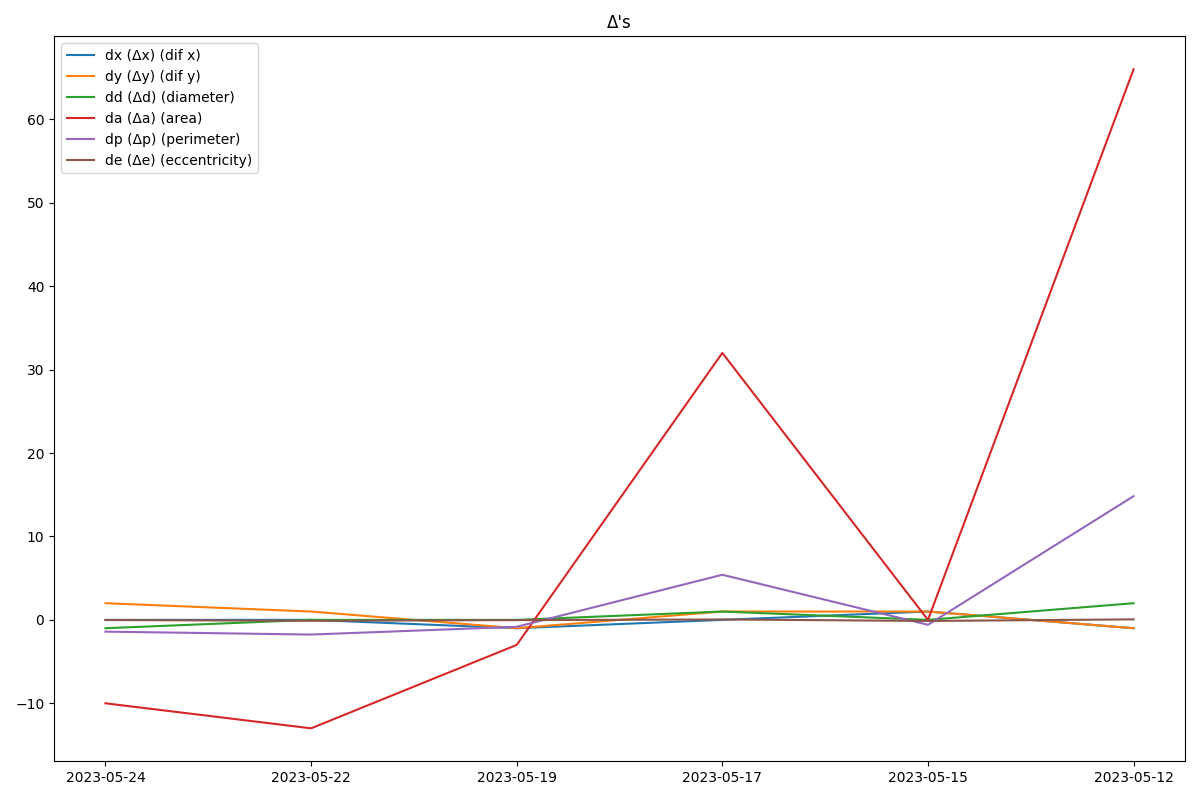 Δ's
dx (Δx) (dif x)
dy (Δy) (dif y)
dd (Δd) (diameter)
da (Δa) (area)
dp (Δp) (perimeter)
de (Δe) (eccentricity)
60
50
40
30
20
10
0
−10
2023-05-24 2023-05-22 2023-05-19 2023-05-17 2023-05-15 2023-05-12